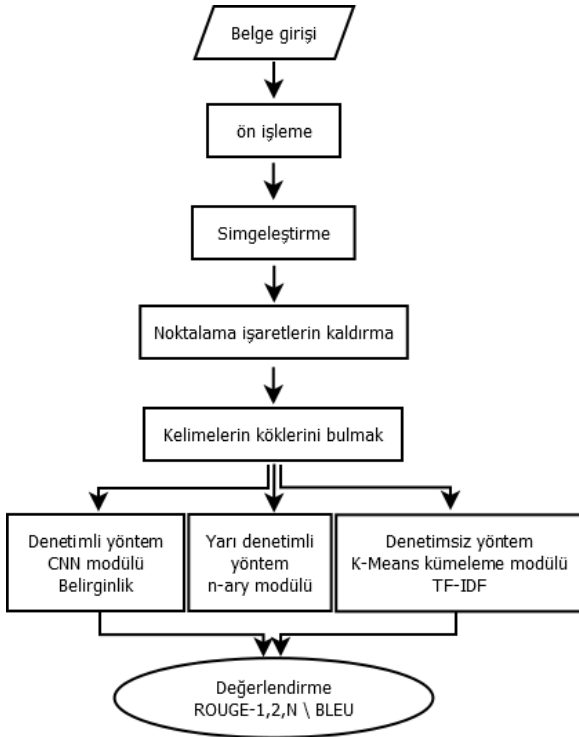 Belge girişi
ön işleme
Simgeleştirme
Noktalama işaretlerin kaldırma
Kelimelerin köklerini bulmak
Denetimli yöntem
CNN modülü
Belirginlik
Yarı denetimli
yöntem
n-ary modülü
Denetimsiz yöntem
K-Means kümeleme modülü
TF-IDF
Değerlendirme
ROUGE-1,2,N \ BLEU